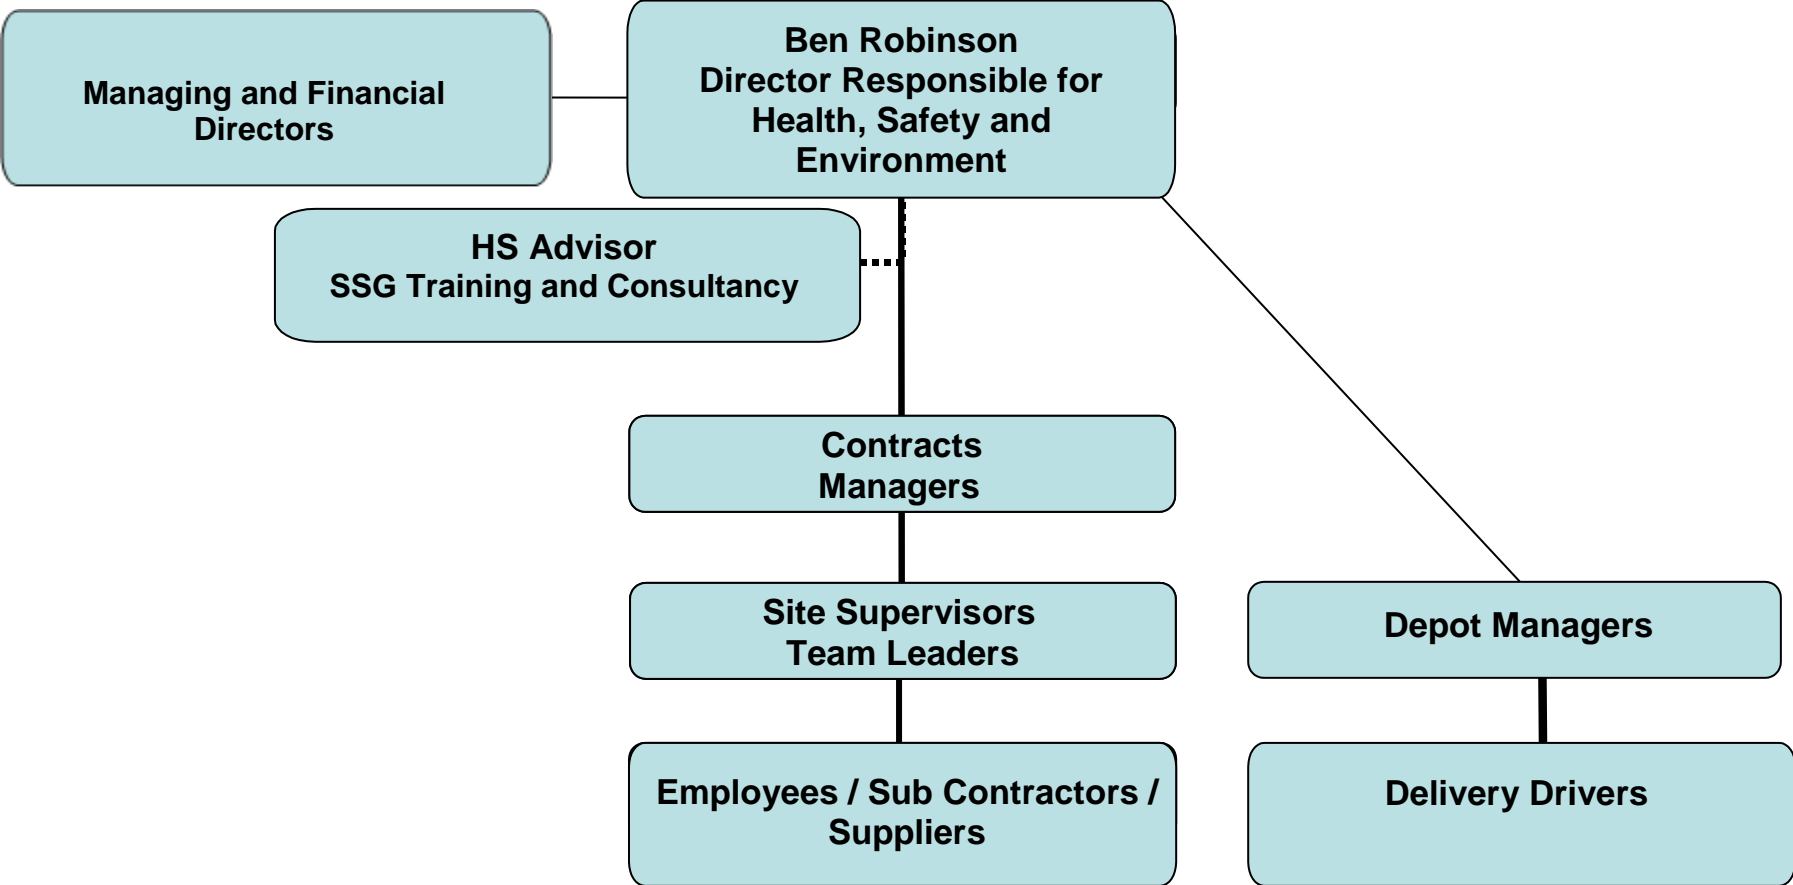 Managing and Financial
Directors
Ben Robinson
Director Responsible for
Health, Safety and
Environment
HS Advisor
SSG Training and Consultancy
Contracts
Managers
Site Supervisors
Team Leaders
Depot Managers
Employees / Sub Contractors /
Suppliers
Delivery Drivers